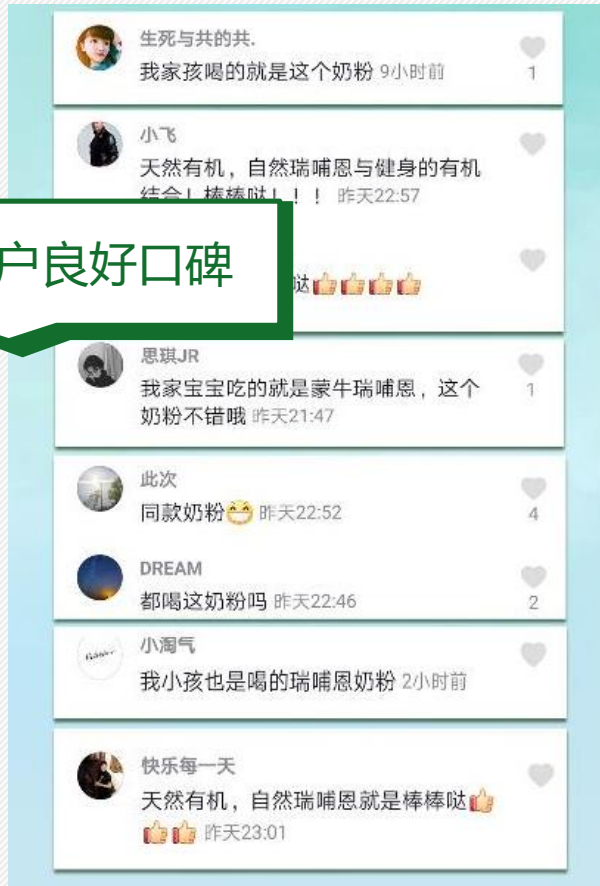 生死与共的共.
我家孩喝的就是这个奶粉 9小时前
1
小飞
天然有机，自然瑞哺恩与健身的有机
结合！棒棒哒！！！ 昨天22:57
户良好口碑
哒👍👍👍👍
思琪JR
我家宝宝吃的就是蒙牛瑞哺恩，这个
1
奶粉不错哦 昨天21:47
此次
同款奶粉😁 昨天22:52
4
DREAM
都喝这奶粉吗 昨天22:46
2
小淘气
我小孩也是喝的瑞哺恩奶粉 2小时前
快乐每一天
天然有机，自然瑞哺恩就是棒棒哒👍
👍👍 昨天23:01